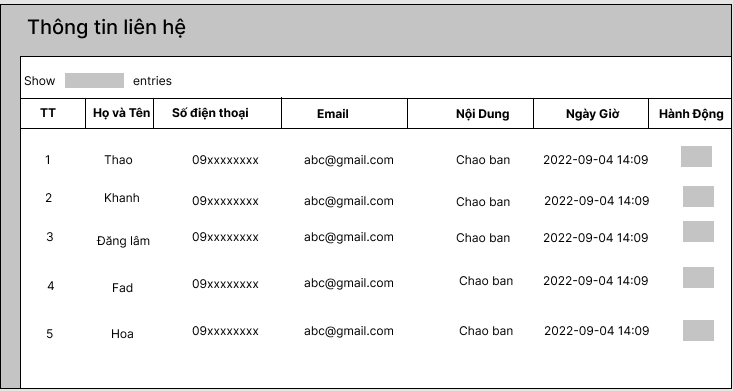 Thông tin liên hệ
Show entries
TT Họ và Tên Số điện thoại Email Nội Dung Ngày Giờ Hành Động
1 Thao 09xxxxxxxx abc@gmail.com Chao ban 2022-09-04 14:09
2 Khanh 09xxxxxxxx abc@gmail.com Chao ban 2022-09-04 14:09
3 Đăng lâm 09xxxxxxxx abc@gmail.com Chao ban 2022-09-04 14:09
4 Fad 09xxxxxxxx abc@gmail.com Chao ban 2022-09-04 14:09
5 Hoa 09xxxxxxxx abc@gmail.com Chao ban 2022-09-04 14:09